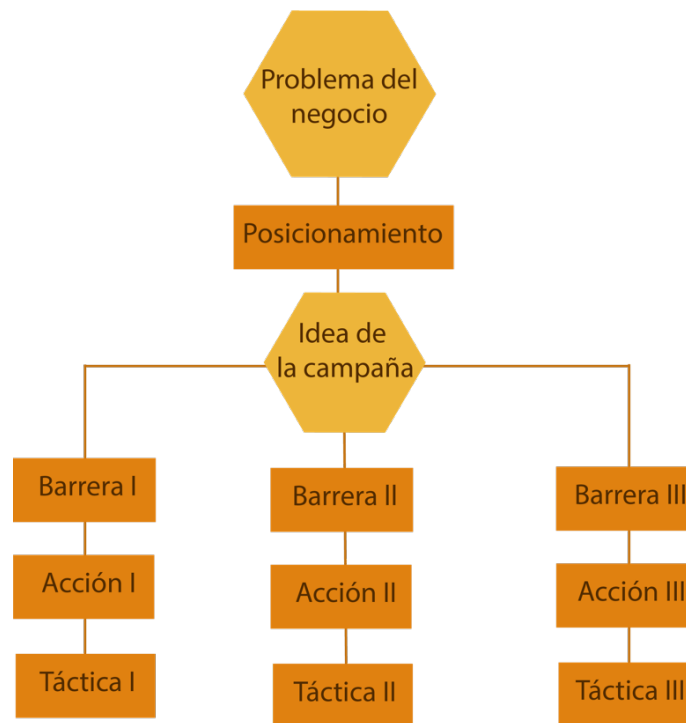 Problema del
negocio
Posicionamiento
Idea de
la campaña
Barrera I
Barrera II
Barrera III
Acción I
Acción II
Acción III
Táctica I
Táctica II
Táctica III